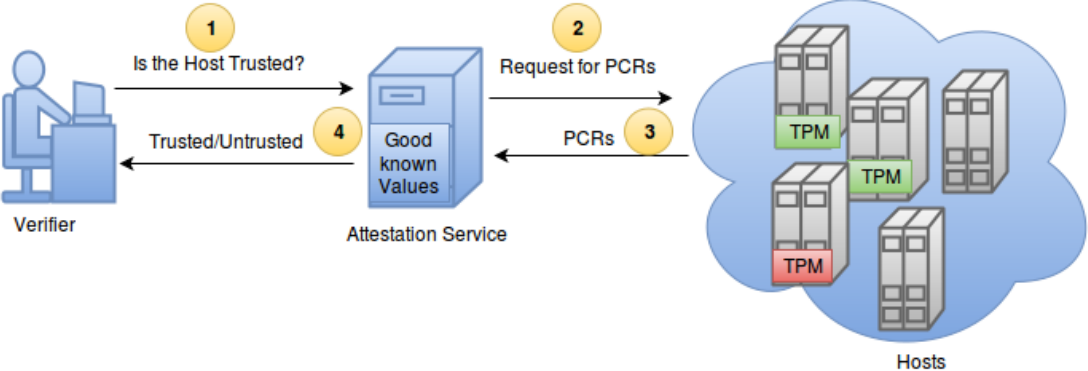 1
Is the Host Trusted?
2
Request for PCRs
Trusted/Untrusted
4
PCRs
3
Good
known
Values
TPM
TPM
TPM
Verifier
Attestation Service
Hosts